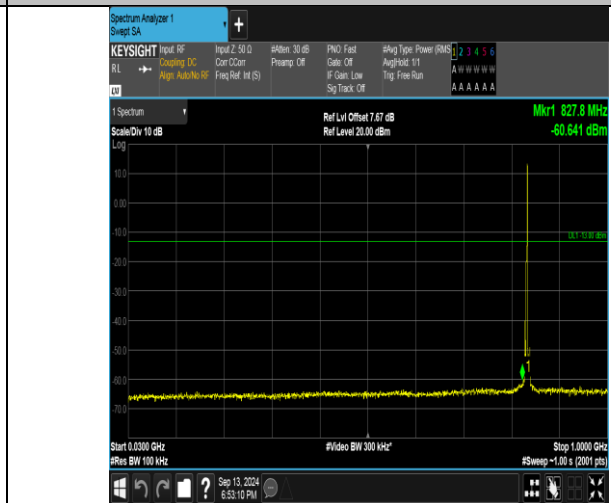 Spectrum Analyzer 1
Swept SA
+
KEYSIGHT Input: RF Input Z: 50 Ω #Atten: 30 dB PNO: Fast #Avg Type: Power (RMS 1 2 3 4 5 6
RL Coupling: DC Corr CCorr Preamp: Off Gate: Off Avg|Hold: 1/1 A W W W W W
Align: Auto/No RF Freq Ref: Int (S) IF Gain: Low Trig: Free Run
Sig Track: Off A A A A A A
1 Spectrum Ref Lvl Offset 7.67 dB Mkr1 827.8 MHz
Scale/Div 10 dB Ref Level 20.00 dBm -60.641 dBm
Log
10.0
0.00
-10.0
DL1 -13.00 dBm
-20.0
-30.0
-40.0
-50.0
1
-60.0
-70.0
Start 0.0300 GHz #Video BW 300 kHz* Stop 1.0000 GHz
#Res BW 100 kHz #Sweep ~1.00 s (2001 pts)
? Sep 13, 2024
6:53:10 PM